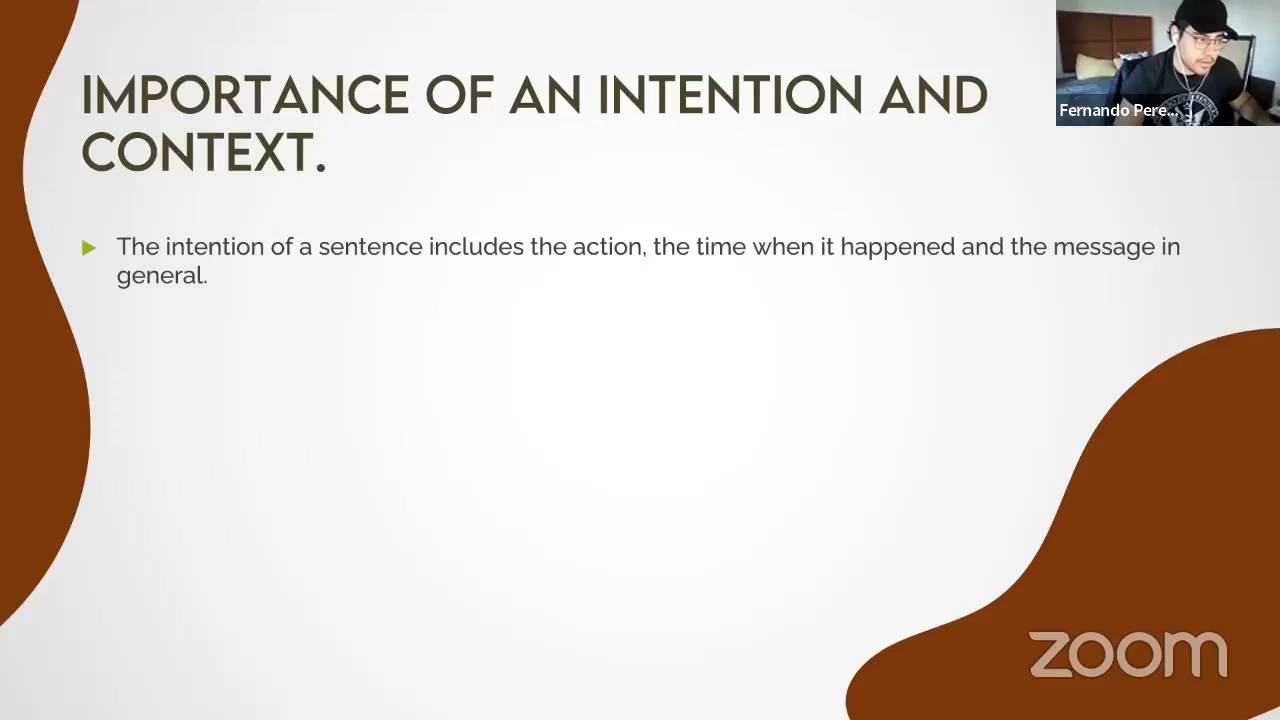 IMPORTANCE OF AN INTENTION AND
CONTEXT.
Fernando Pere...
The intention of a sentence includes the action, the time when it happened and the message in
general.
zoom